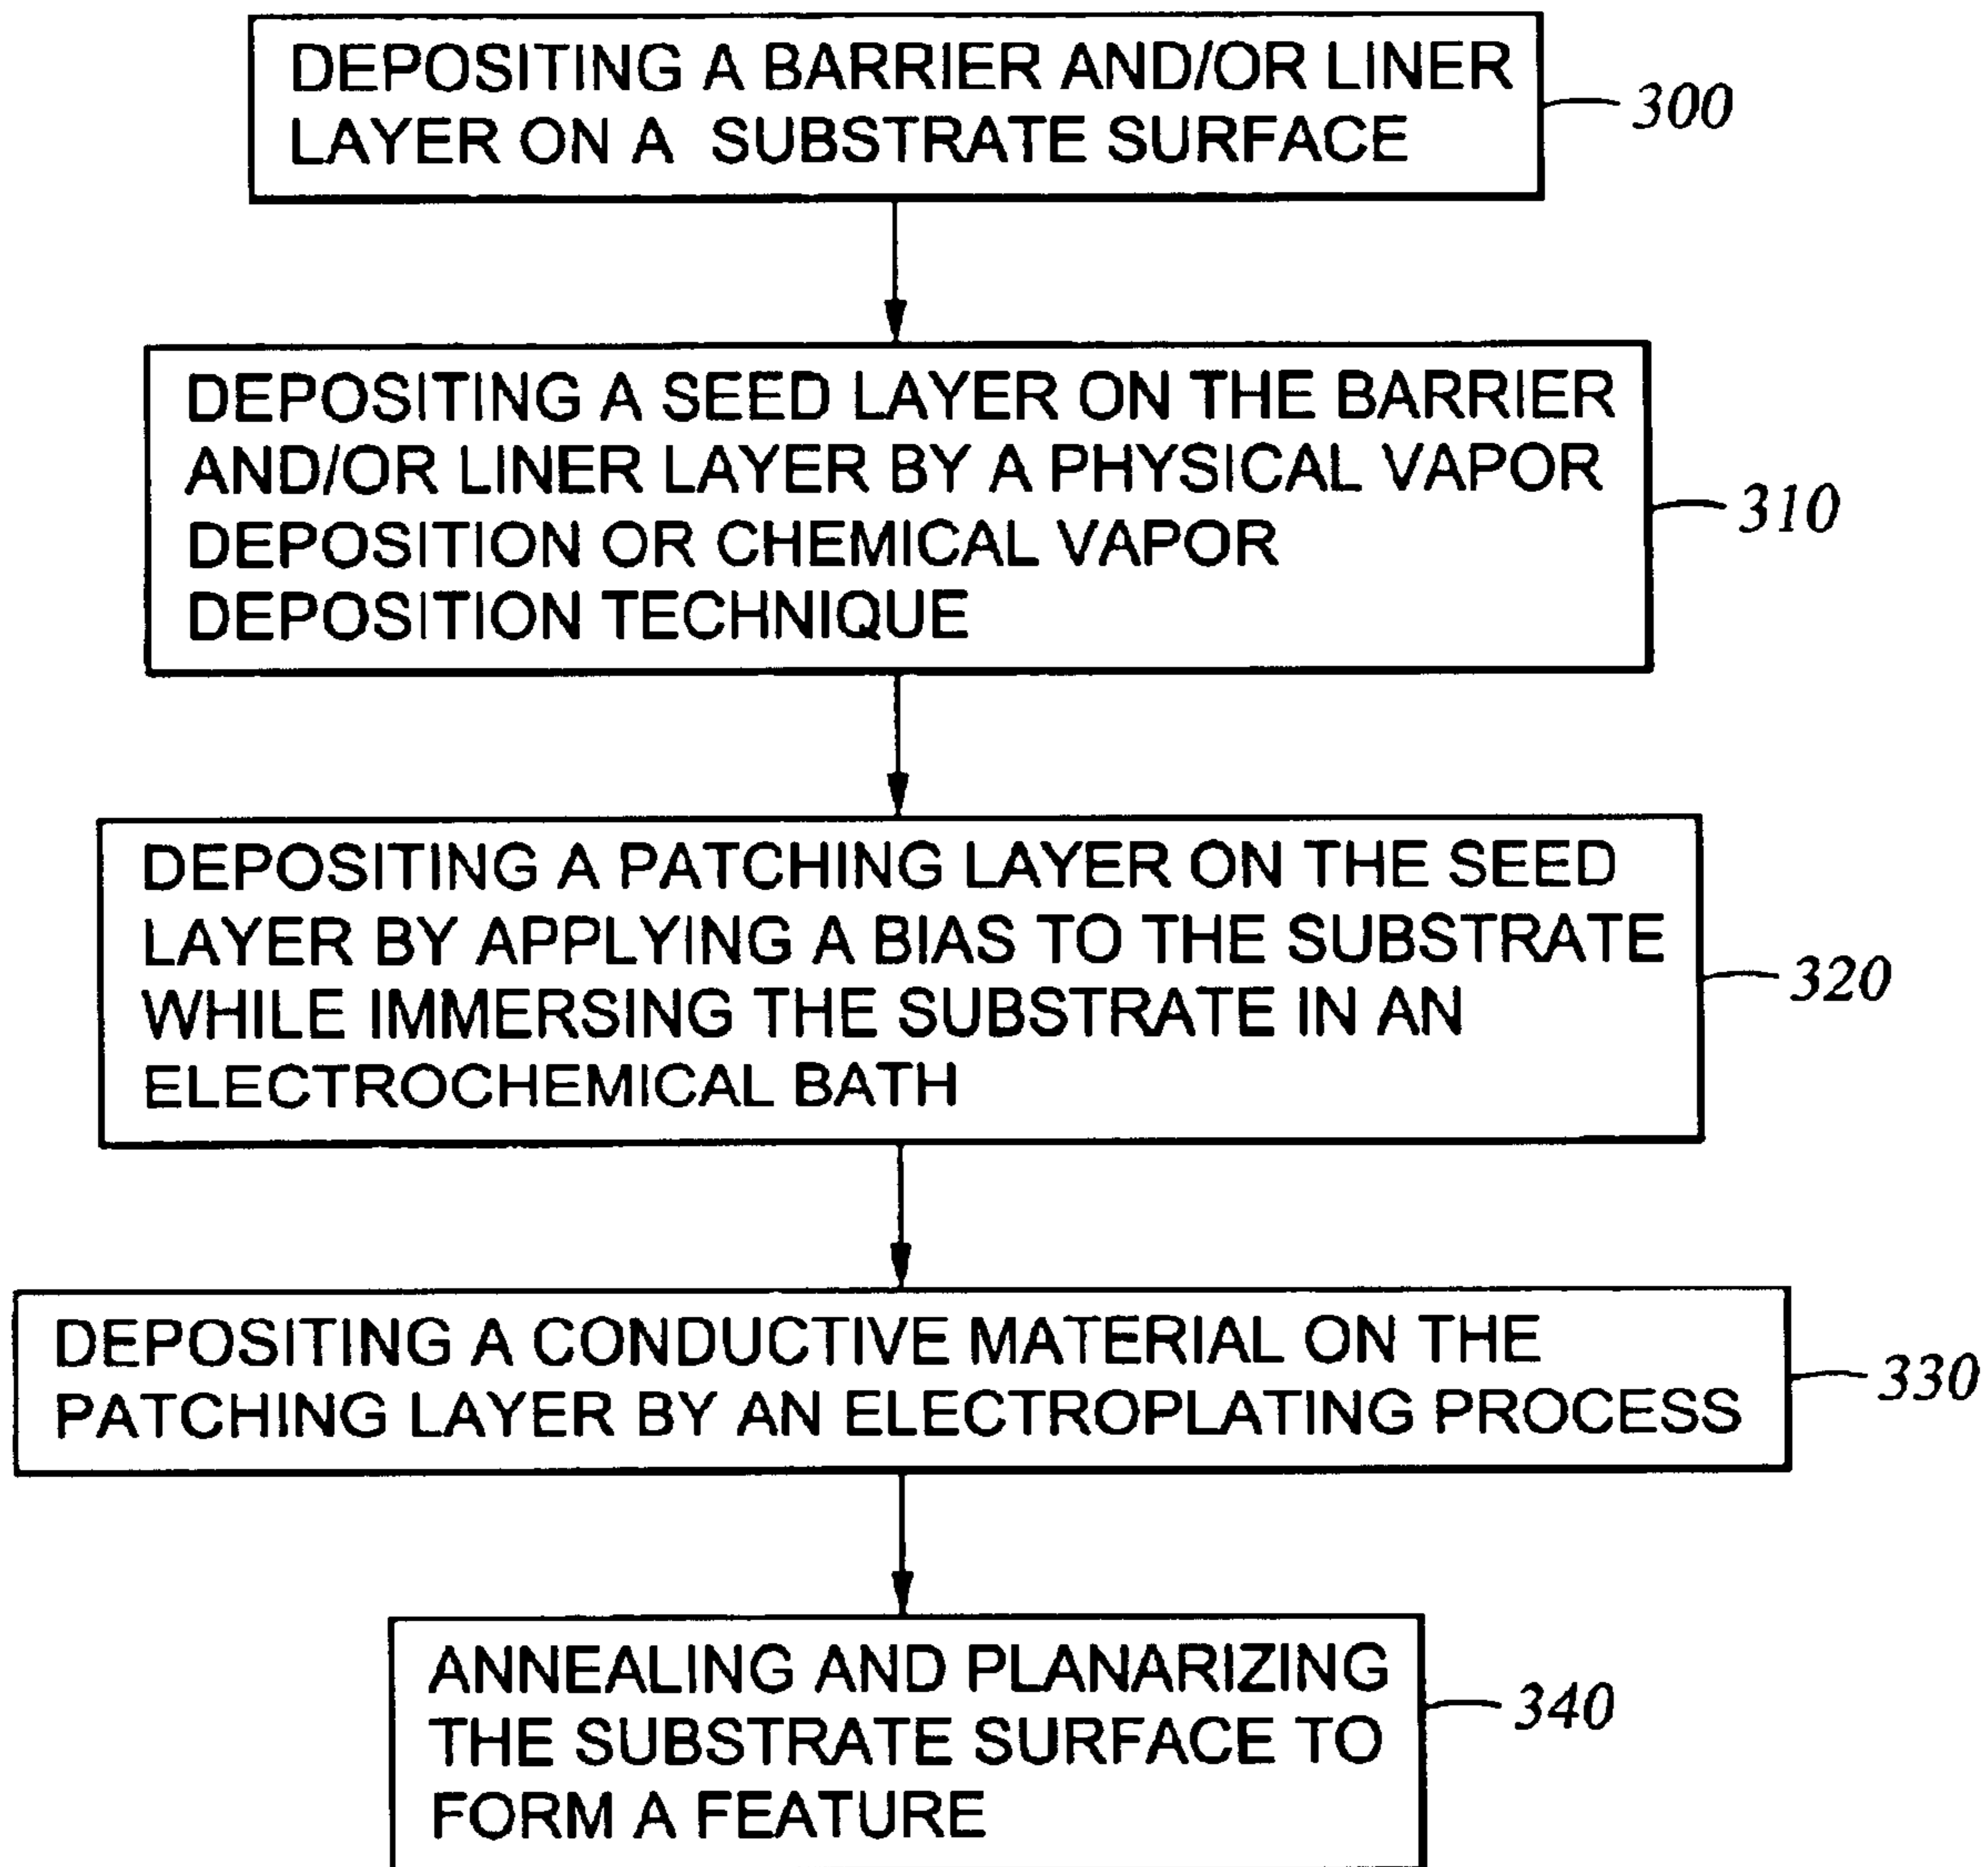 DEPOSITING A BARRIER AND/OR LINER
LAYER ON A SUBSTRATE SURFACE
300
DEPOSITING A SEED LAYER ON THE BARRIER
AND/OR LINER LAYER BY A PHYSICAL VAPOR
DEPOSITION OR CHEMICAL VAPOR
DEPOSITION TECHNIQUE
310
DEPOSITING A PATCHING LAYER ON THE SEED
LAYER BY APPLYING A BIAS TO THE SUBSTRATE
WHILE IMMERSING THE SUBSTRATE IN AN
ELECTROCHEMICAL BATH
320
DEPOSITING A CONDUCTIVE MATERIAL ON THE
PATCHING LAYER BY AN ELECTROPLATING PROCESS
330
ANNEALING AND PLANARIZING
THE SUBSTRATE SURFACE TO
FORM A FEATURE
340